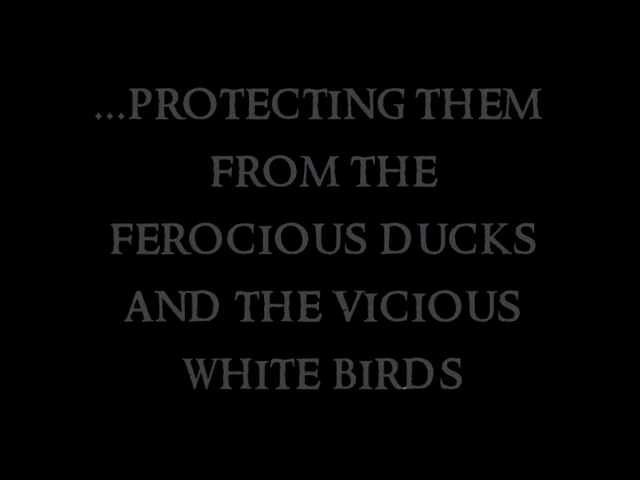 ...PROTECTING THEM
FROM THE
FEROCIOUS DUCKS
AND THE VICIOUS
WHITE BIRDS